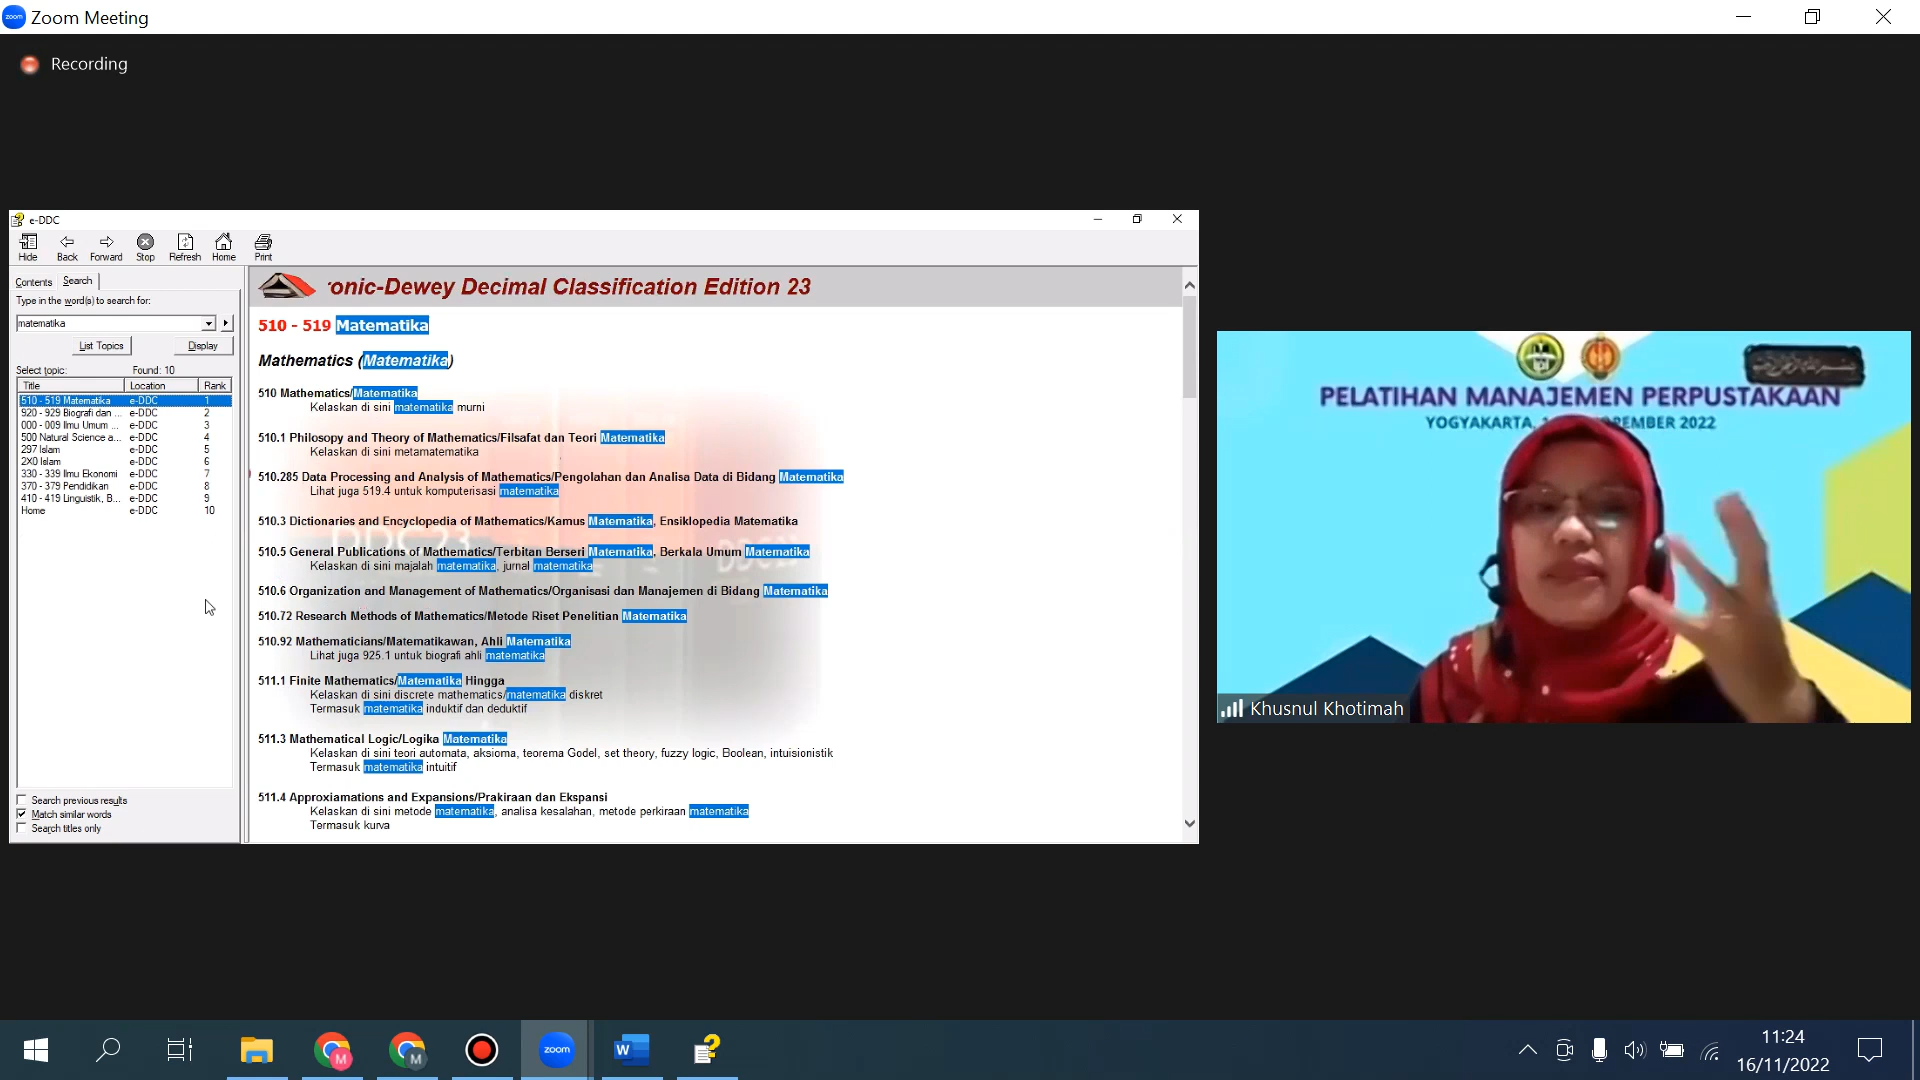 Zoom Meeting
Recording
e-DDC
Hide Back Forward Stop Refresh Home Print
Contents Search
Type in the word(s) to search for:
matematika
List Topics Display
Select topic: Found: 10
Title Location Rank
510 - 519 Matematika e-DDC 1
920 - 929 Biografi dan ... e-DDC 2
000 - 009 Ilmu Umum ... e-DDC 3
500 Natural Science a... e-DDC 4
297 Islam e-DDC 5
2X0 Islam e-DDC 6
330 - 339 Ilmu Ekonomi e-DDC 7
370 - 379 Pendidikan e-DDC 8
410 - 419 Linguistik, B... e-DDC 9
Home e-DDC 10
Search previous results
Match similar words
Search titles only
ronic-Dewey Decimal Classification Edition 23
510 - 519 Matematika
Mathematics (Matematika)
510 Mathematics/Matematika
Kelaskan di sini matematika murni
510.1 Philosopy and Theory of Mathematics/Filsafat dan Teori Matematika
Kelaskan di sini metamatematika
510.285 Data Processing and Analysis of Mathematics/Pengolahan dan Analisa Data di Bidang Matematika
Lihat juga 519.4 untuk komputerisasi matematika
510.3 Dictionaries and Encyclopedia of Mathematics/Kamus Matematika, Ensiklopedia Matematika
510.5 General Publications of Mathematics/Terbitan Berseri Matematika, Berkala Umum Matematika
Kelaskan di sini majalah matematika, jurnal matematika
510.6 Organization and Management of Mathematics/Organisasi dan Manajemen di Bidang Matematika
510.72 Research Methods of Mathematics/Metode Riset Penelitian Matematika
510.92 Mathematicians/Matematikawan, Ahli Matematika
Lihat juga 925.1 untuk biografi ahli matematika
511.1 Finite Mathematics/Matematika Hingga
Kelaskan di sini discrete mathematics/matematika diskret
Termasuk matematika induktif dan deduktif
511.3 Mathematical Logic/Logika Matematika
Kelaskan di sini teori automata, aksioma, teorema Godel, set theory, fuzzy logic, Boolean, intuisionistik
Termasuk matematika intuitif
511.4 Approxiamations and Expansions/Prakiraan dan Ekspansi
Kelaskan di sini metode matematika, analisa kesalahan, metode perkiraan matematika
Termasuk kurva
DDC23
DDC23
PELATIHAN MANAJEMEN PERPUSTAKAAN
YOGYAKARTA, 2022
Khusnul Khotimah
zoom
11:24
16/11/2022